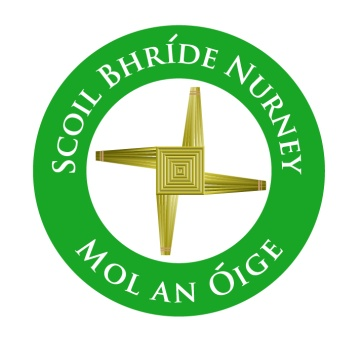 SCOIL BHRÍDE NURNEY
MOL AN ÓIGE